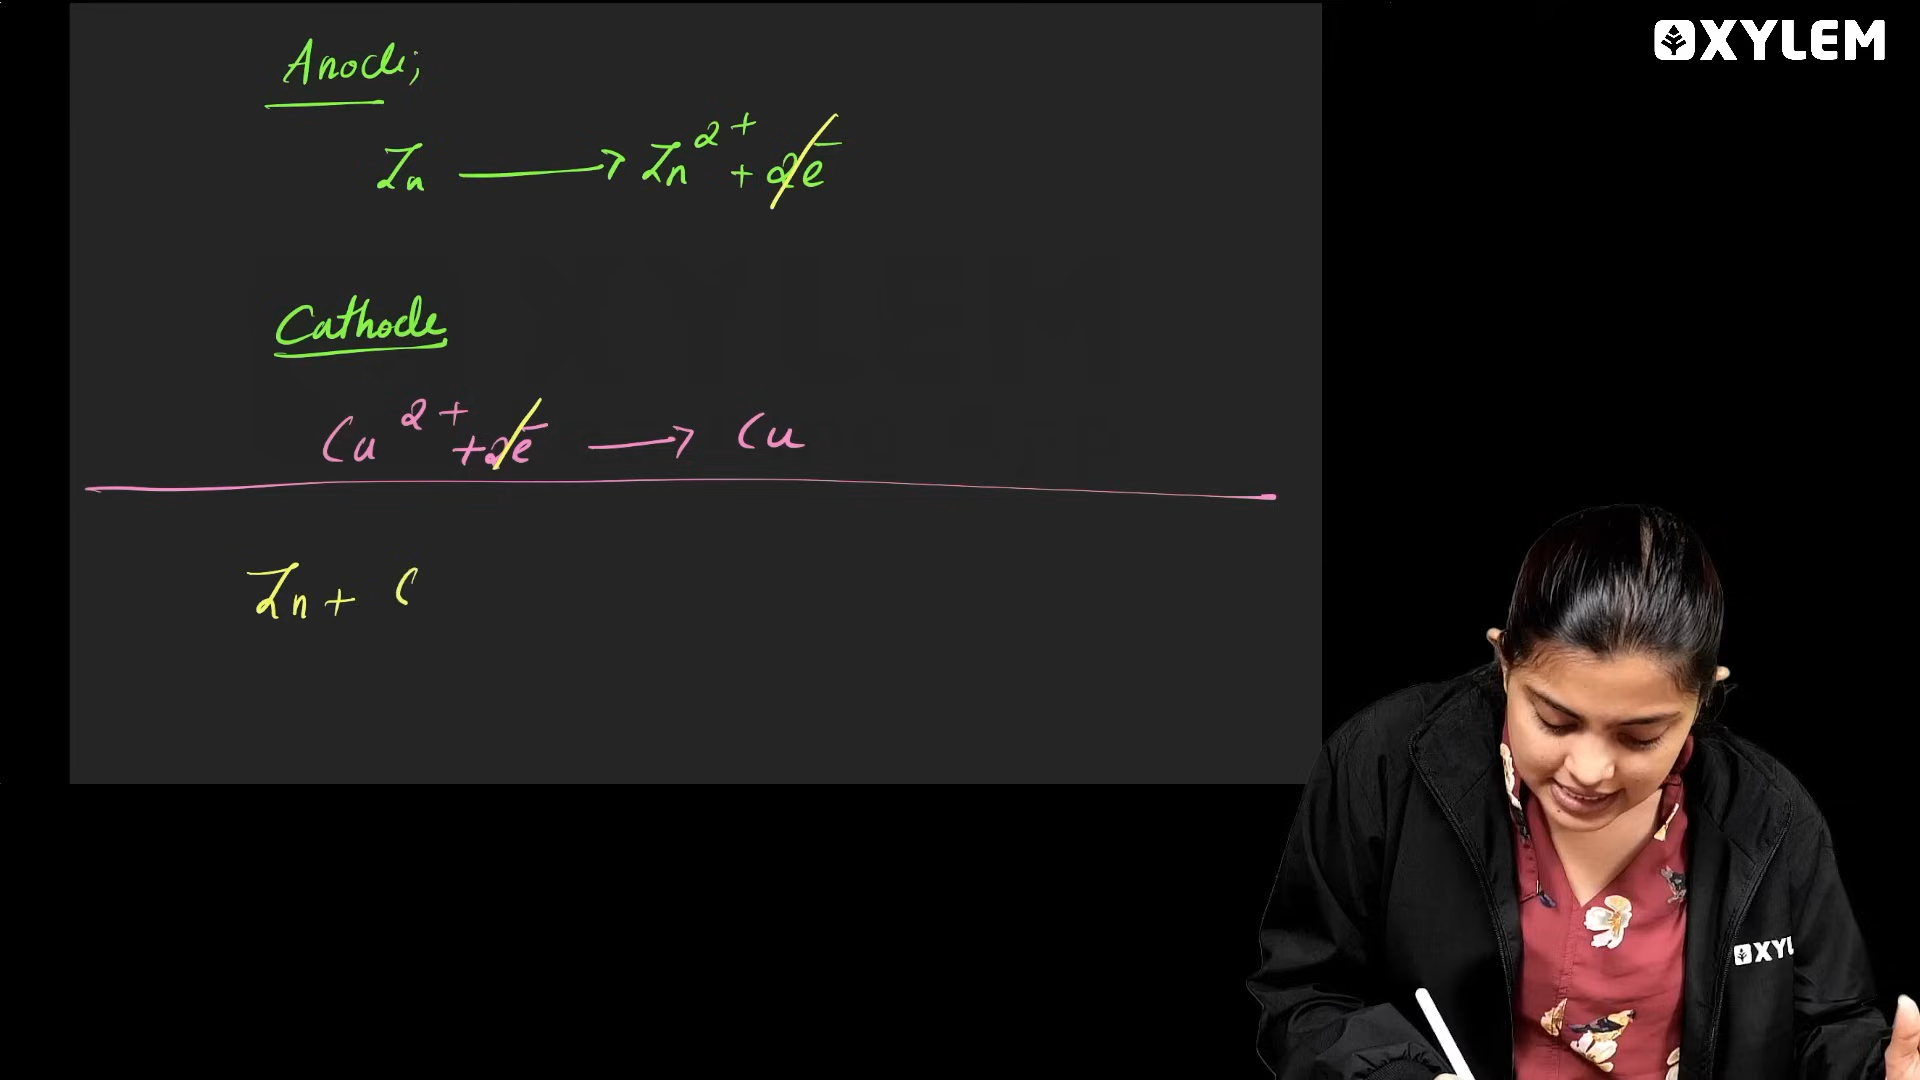 XYLEM
Anode;
Zn → Zn²⁺ + 2e⁻
Cathode
Cu²⁺ + 2e⁻ → Cu
Zn + C
XYL